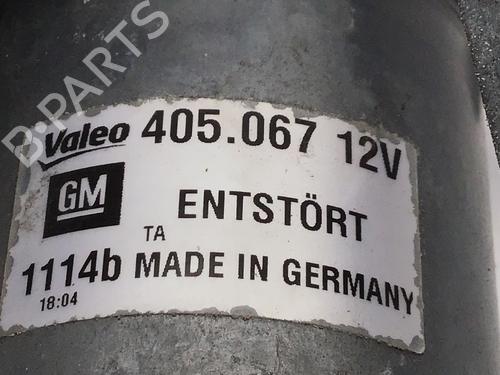 B-PARTS
Valeo 405.067 12V
GM ENTSTÖRT
TA
1114b MADE IN GERMANY
18:04